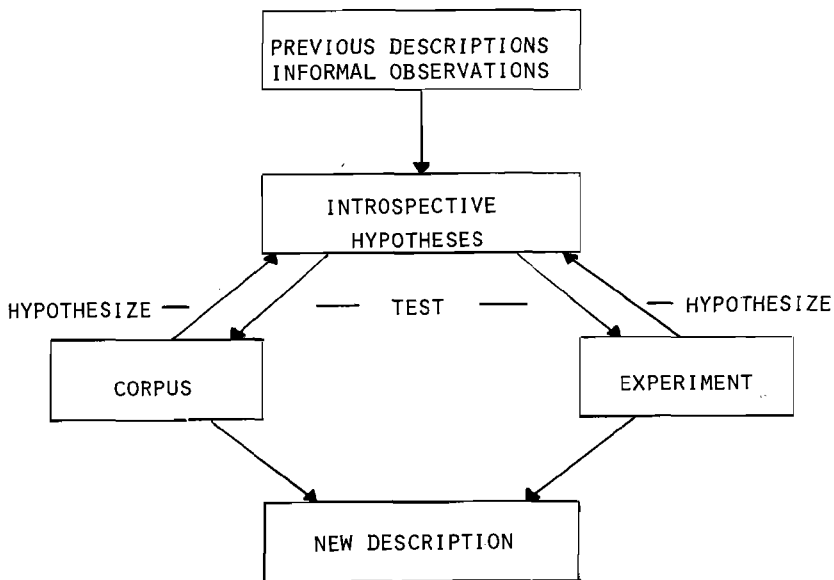 PREVIOUS DESCRIPTIONS
INFORMAL OBSERVATIONS
INTROSPECTIVE
HYPOTHESES
HYPOTHESIZE — — TEST — — HYPOTHESIZE
CORPUS
EXPERIMENT
NEW DESCRIPTION